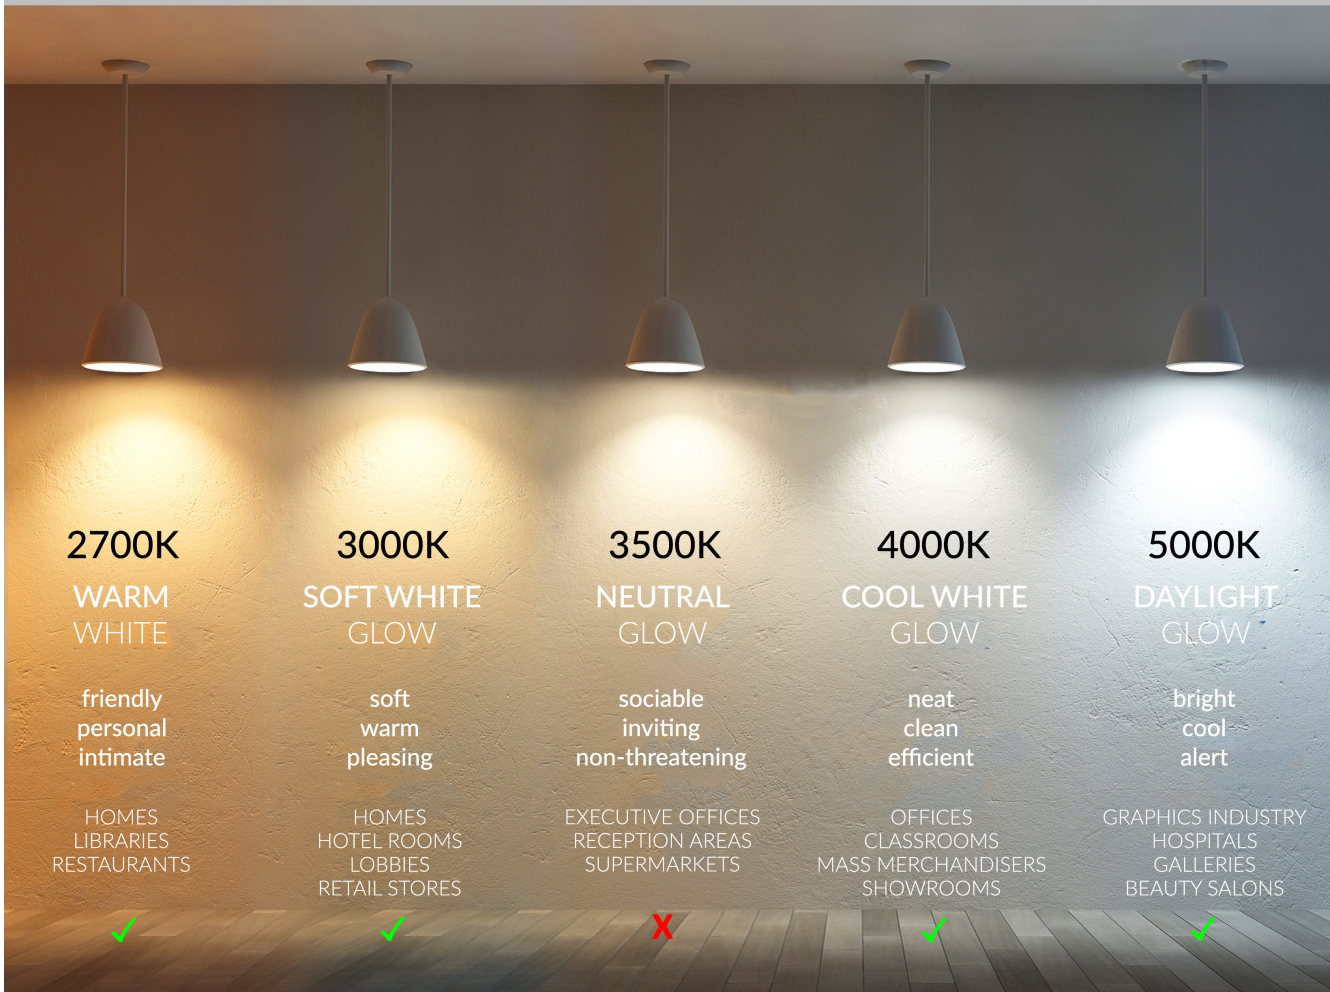 2700K
WARM
WHITE
friendly
personal
intimate
HOMES
LIBRARIES
RESTAURANTS
✓
3000K
SOFT WHITE
GLOW
soft
warm
pleasing
HOMES
HOTEL ROOMS
LOBBIES
RETAIL STORES
✓
3500K
NEUTRAL
GLOW
sociable
inviting
non-threatening
EXECUTIVE OFFICES
RECEPTION AREAS
SUPERMARKETS
X
4000K
COOL WHITE
GLOW
neat
clean
efficient
OFFICES
CLASSROOMS
MASS MERCHANDISERS
SHOWROOMS
✓
5000K
DAYLIGHT
GLOW
bright
cool
alert
GRAPHICS INDUSTRY
HOSPITALS
GALLERIES
BEAUTY SALONS
✓